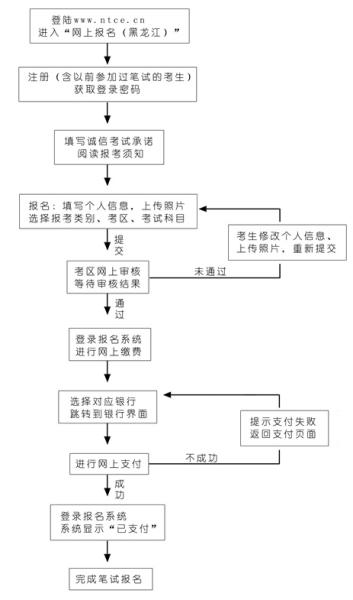 登陆www.ntce.cn
进入“网上报名（黑龙江）”
注册（含以前参加过笔试的考生）
获取登录密码
填写诚信考试承诺
阅读报考须知
报名：填写个人信息，上传照片
选择报考类别、考区、考试科目
考生修改个人信息、
上传照片，重新提交
提交
考区网上审核
等待审核结果
未通过
通过
登录报名系统
进行网上缴费
选择对应银行
跳转到银行界面
提示支付失败
返回支付页面
进行网上支付
不成功
成功
登录报名系统
系统显示“已支付”
完成笔试报名